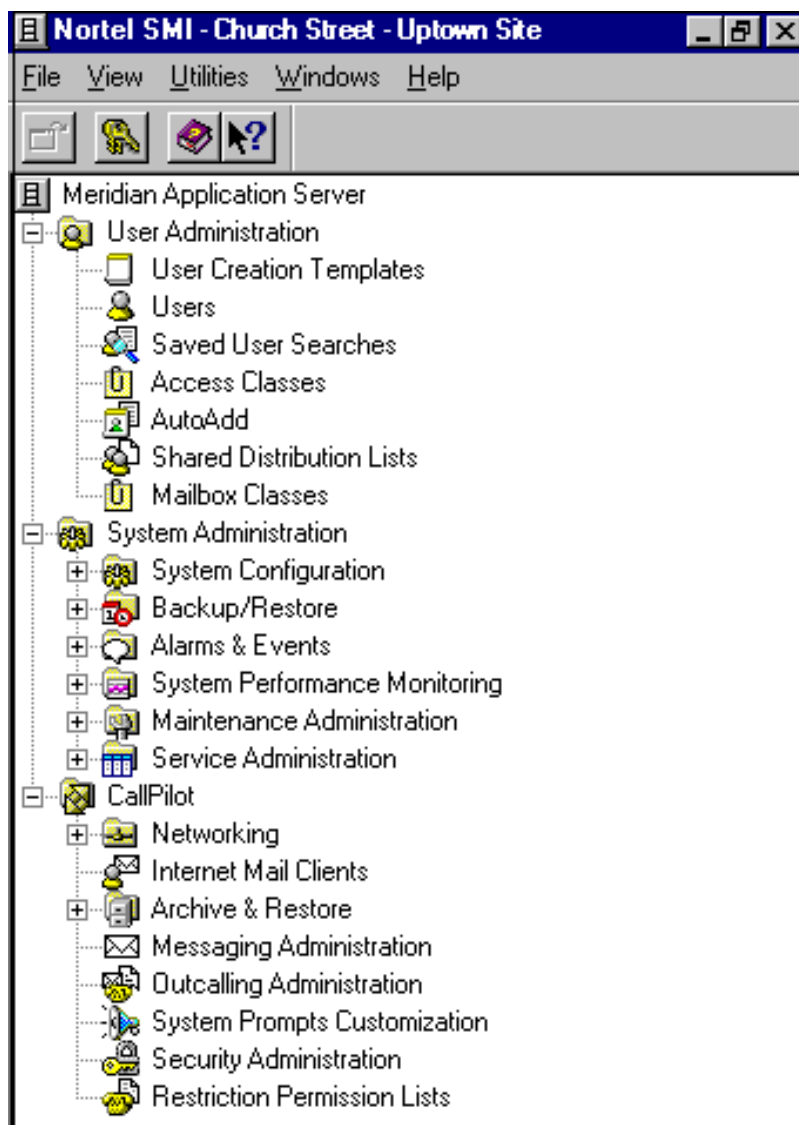 Nortel SMI - Church Street - Uptown Site
File View Utilities Windows Help
Meridian Application Server
User Administration
User Creation Templates
Users
Saved User Searches
Access Classes
AutoAdd
Shared Distribution Lists
Mailbox Classes
System Administration
System Configuration
Backup/Restore
Alarms & Events
System Performance Monitoring
Maintenance Administration
Service Administration
CallPilot
Networking
Internet Mail Clients
Archive & Restore
Messaging Administration
Outcalling Administration
System Prompts Customization
Security Administration
Restriction Permission Lists